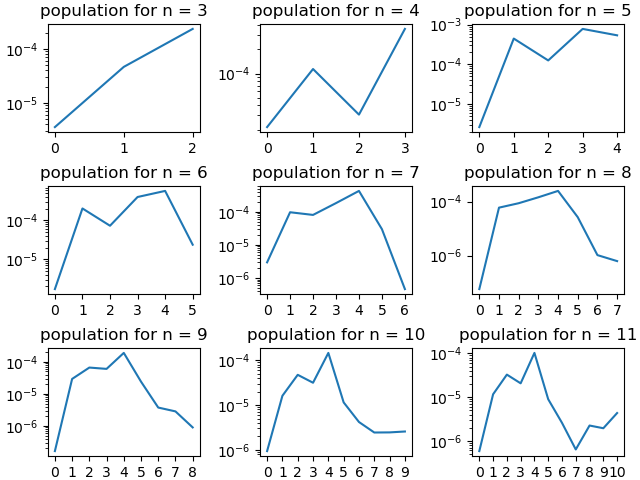 population for n = 3
population for n = 4
population for n = 5
10⁻³
10⁻⁴
10⁻⁴
10⁻⁴
10⁻⁵
10⁻⁵
0 1 2
0 1 2 3
0 1 2 3 4
population for n = 6
population for n = 7
population for n = 8
10⁻⁴
10⁻⁴
10⁻⁴
10⁻⁵
10⁻⁵
10⁻⁶
10⁻⁶
0 1 2 3 4 5
0 1 2 3 4 5 6
0 1 2 3 4 5 6 7
population for n = 9
population for n = 10
population for n = 11
10⁻⁴
10⁻⁴
10⁻⁴
10⁻⁵
10⁻⁵
10⁻⁵
10⁻⁶
10⁻⁶
10⁻⁶
0 1 2 3 4 5 6 7 8
0 1 2 3 4 5 6 7 8 9
0 1 2 3 4 5 6 7 8 9 10